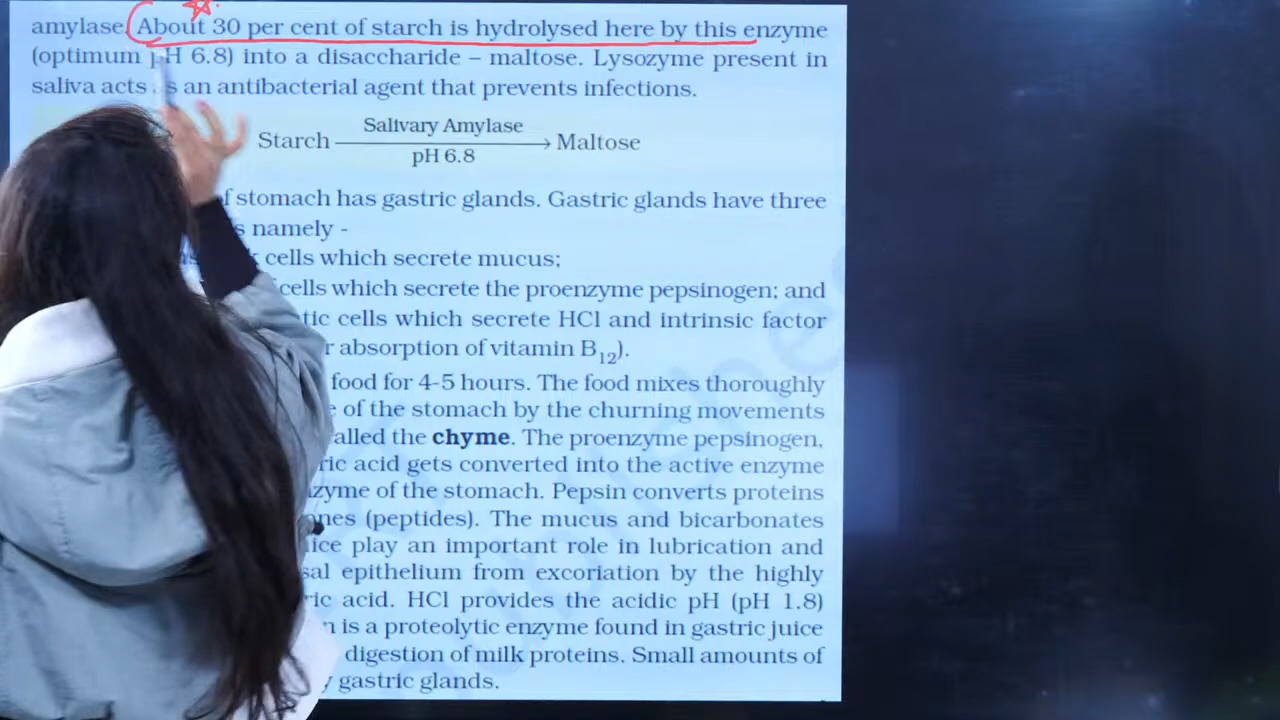 amylase. About 30 per cent of starch is hydrolysed here by this enzyme
(optimum pH 6.8) into a disaccharide – maltose. Lysozyme present in
saliva acts as an antibacterial agent that prevents infections.
Salivary Amylase
Starch → Maltose
pH 6.8
of stomach has gastric glands. Gastric glands have three
namely -
cells which secrete mucus;
cells which secrete the proenzyme pepsinogen; and
cells which secrete HCl and intrinsic factor
absorption of vitamin B12).
food for 4-5 hours. The food mixes thoroughly
of the stomach by the churning movements
called the chyme. The proenzyme pepsinogen,
acid gets converted into the active enzyme
of the stomach. Pepsin converts proteins
(peptides). The mucus and bicarbonates
play an important role in lubrication and
epithelium from excoriation by the highly
acid. HCl provides the acidic pH (pH 1.8)
is a proteolytic enzyme found in gastric juice
digestion of milk proteins. Small amounts of
gastric glands.